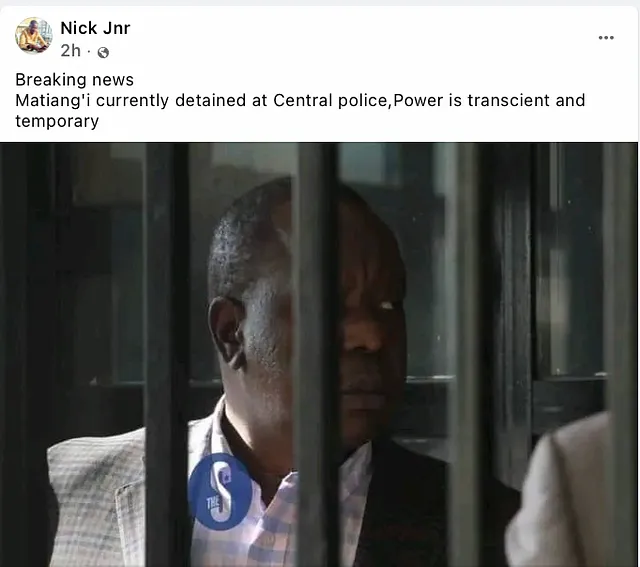 Nick Jnr
2h ·
Breaking news
Matiang'i currently detained at Central police,Power is transcient and
temporary
THE S